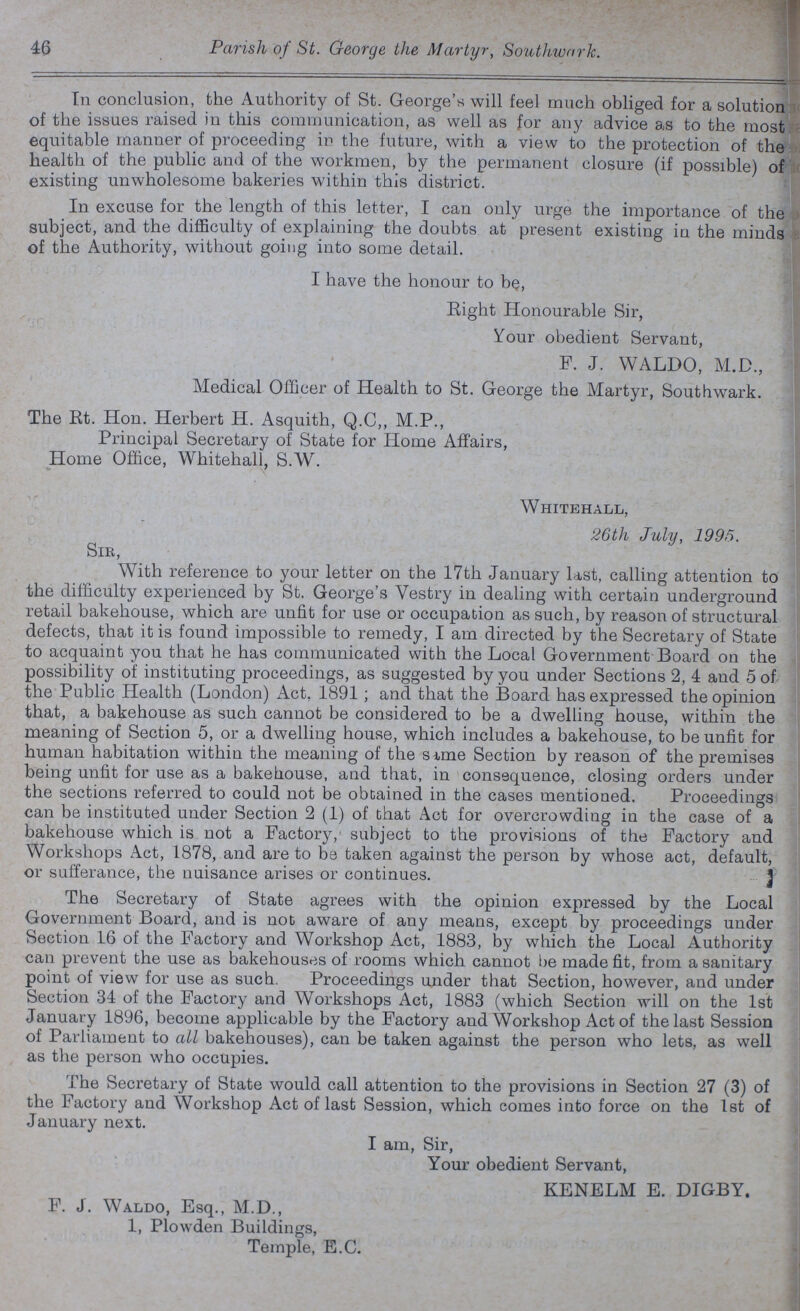 46 Parish of St. George the Martyr, Southwark.
In conclusion, the Authority of St. George's will feel much obliged for a solution
of the issues raised in this communication, as well as for any advice as to the most
equitable manner of proceeding in the future, with a view to the protection of the
health of the public and of the workmen, by the permanent closure (if possible) of
existing unwholesome bakeries within this district.
In excuse for the length of this letter, I can only urge the importance of the
subject, and the difficulty of explaining the doubts at present existing in the minds
of the Authority, without going into some detail.
I have the honour to be,
Right Honourable Sir,
Your obedient Servant,
F. J. WALDO, M.D.,
Medical Officer of Health to St. George the Martyr, Southwark.
The Rt. Hon. Herbert H. Asquith, Q.C,, M.P.,
Principal Secretary of State for Home Affairs,
Home Office, Whitehall, S.W.
WHITEHALL,
26th July, 1995.
SIR,
With reference to your letter on the 17th January last, calling attention to
the difficulty experienced by St. George's Vestry in dealing with certain underground
retail bakehouse, which are unfit for use or occupation as such, by reason of structural
defects, that it is found impossible to remedy, I am directed by the Secretary of State
to acquaint you that he has communicated with the Local Government Board on the
possibility of instituting proceedings, as suggested by you under Sections 2, 4 and 5 of
the Public Health (London) Act, 1891 ; and that the Board has expressed the opinion
that, a bakehouse as such cannot be considered to be a dwelling house, within the
meaning of Section 5, or a dwelling house, which includes a bakehouse, to be unfit for
human habitation within the meaning of the same Section by reason of the premises
being unfit for use as a bakehouse, and that, in consequence, closing orders under
the sections referred to could not be obtained in the cases mentioned. Proceedings
can be instituted under Section 2 (1) of that Act for overcrowding in the case of a
bakehouse which is not a Factory, subject to the provisions of the Factory and
Workshops Act, 1878, and are to be taken against the person by whose act, default,
or sufferance, the nuisance arises or continues.
The Secretary of State agrees with the opinion expressed by the Local
Government Board, and is not aware of any means, except by proceedings under
Section 16 of the Factory and Workshop Act, 1883, by which the Local Authority
can prevent the use as bakehouses of rooms which cannot be made fit, from a sanitary
point of view for use as such. Proceedings under that Section, however, and under
Section 34 of the Factory and Workshops Act, 1883 (which Section will on the 1st
January 1896, become applicable by the Factory and Workshop Act of the last Session
of Parliament to all bakehouses), can be taken against the person who lets, as well
as the person who occupies.
The Secretary of State would call attention to the provisions in Section 27 (3) of
the Factory and Workshop Act of last Session, which comes into force on the 1st of
January next.
I am, Sir,
Your obedient Servant,
KENELM E. DIGBY.
F. J. WALDO, Esq., M.D.,
1, Plowden Buildings,
Temple, E.C.